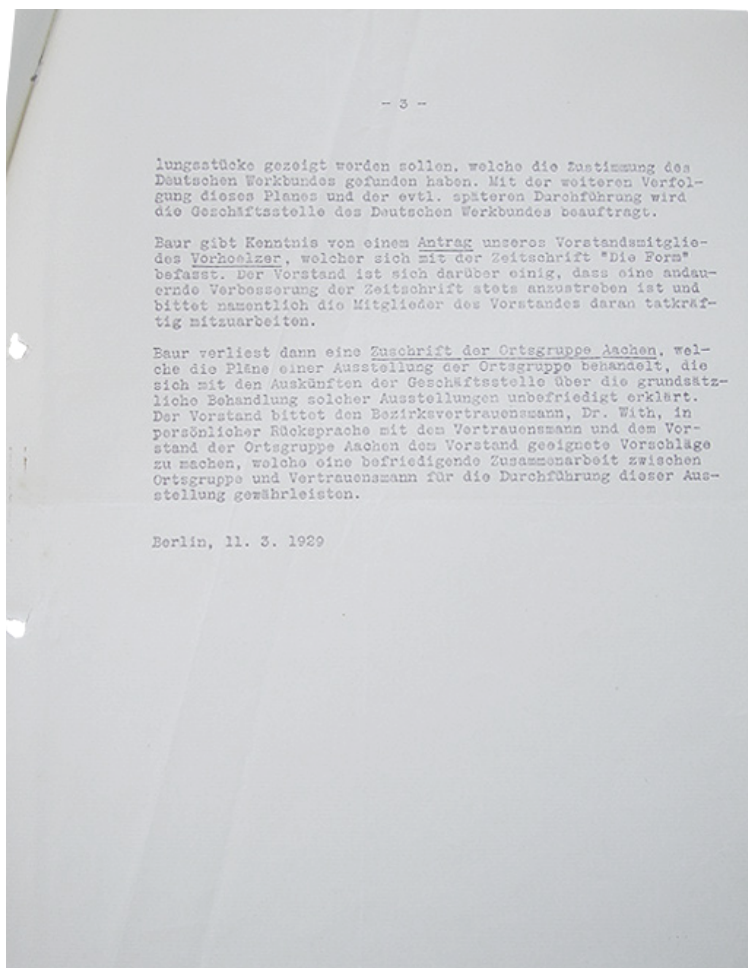 - 3 -
lungsstücke gezeigt werden sollen, welche die Zustimmung des
Deutschen Werkbundes gefunden haben. Mit der weiteren Verfol-
gung dieses Planes und der evtl. späteren Durchführung wird
die Geschäftsstelle des Deutschen Werkbundes beauftragt.
Baur gibt Kenntnis von einem Antrag unseres Vorstandsmitglie-
des Vorhoelzer, welcher sich mit der Zeitschrift "Die Form"
befasst. Der Vorstand ist sich darüber einig, dass eine andau-
ernde Verbesserung der Zeitschrift stets anzustreben ist und
bittet namentlich die Mitglieder des Vorstandes daran tatkräf-
tig mitzuarbeiten.
Baur verliest dann eine Zuschrift der Ortsgruppe Aachen, wel-
che die Pläne einer Ausstellung der Ortsgruppe behandelt, die
sich mit den Auskünften der Geschäftsstelle über die grundsätz-
liche Behandlung solcher Ausstellungen unbefriedigt erklärt.
Der Vorstand bittet den Bezirksvertrauensmann, Dr. With, in
persönlicher Rücksprache mit dem Vertrauensmann und dem Vor-
stand der Ortsgruppe Aachen dem Vorstand geeignete Vorschläge
zu machen, welche eine befriedigende Zusammenarbeit zwischen
Ortsgruppe und Vertrauensmann für die Durchführung dieser Aus-
stellung gewährleisten.
Berlin, 11. 3. 1929